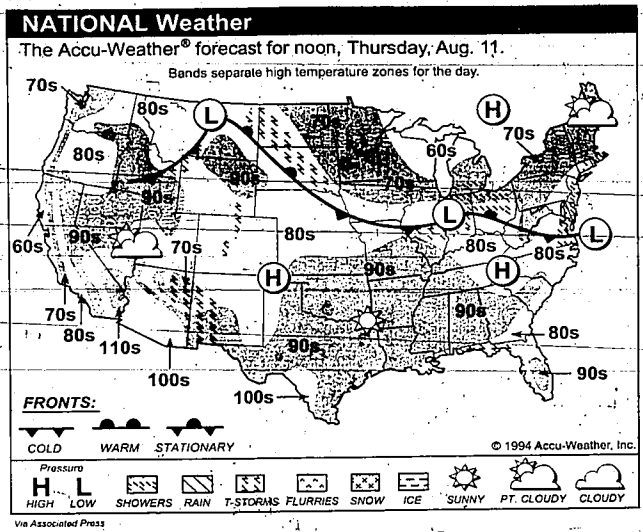 NATIONAL Weather
The Accu-Weather® forecast for noon, Thursday, Aug. 11.
Bands separate high temperature zones for the day.
70s
80s
L
H
70s
70s
80s
60s
80s
90s
70s
L
80s
80s
L
60s
90s
70s
80s
90s
H
H
90s
70s
80s
110s
90s
80s
100s
100s
90s
FRONTS:
COLD WARM STATIONARY
© 1994 Accu-Weather, Inc.
Pressure
H L
HIGH LOW SHOWERS RAIN T-STORMS FLURRIES SNOW ICE SUNNY PT. CLOUDY CLOUDY
Via Associated Press